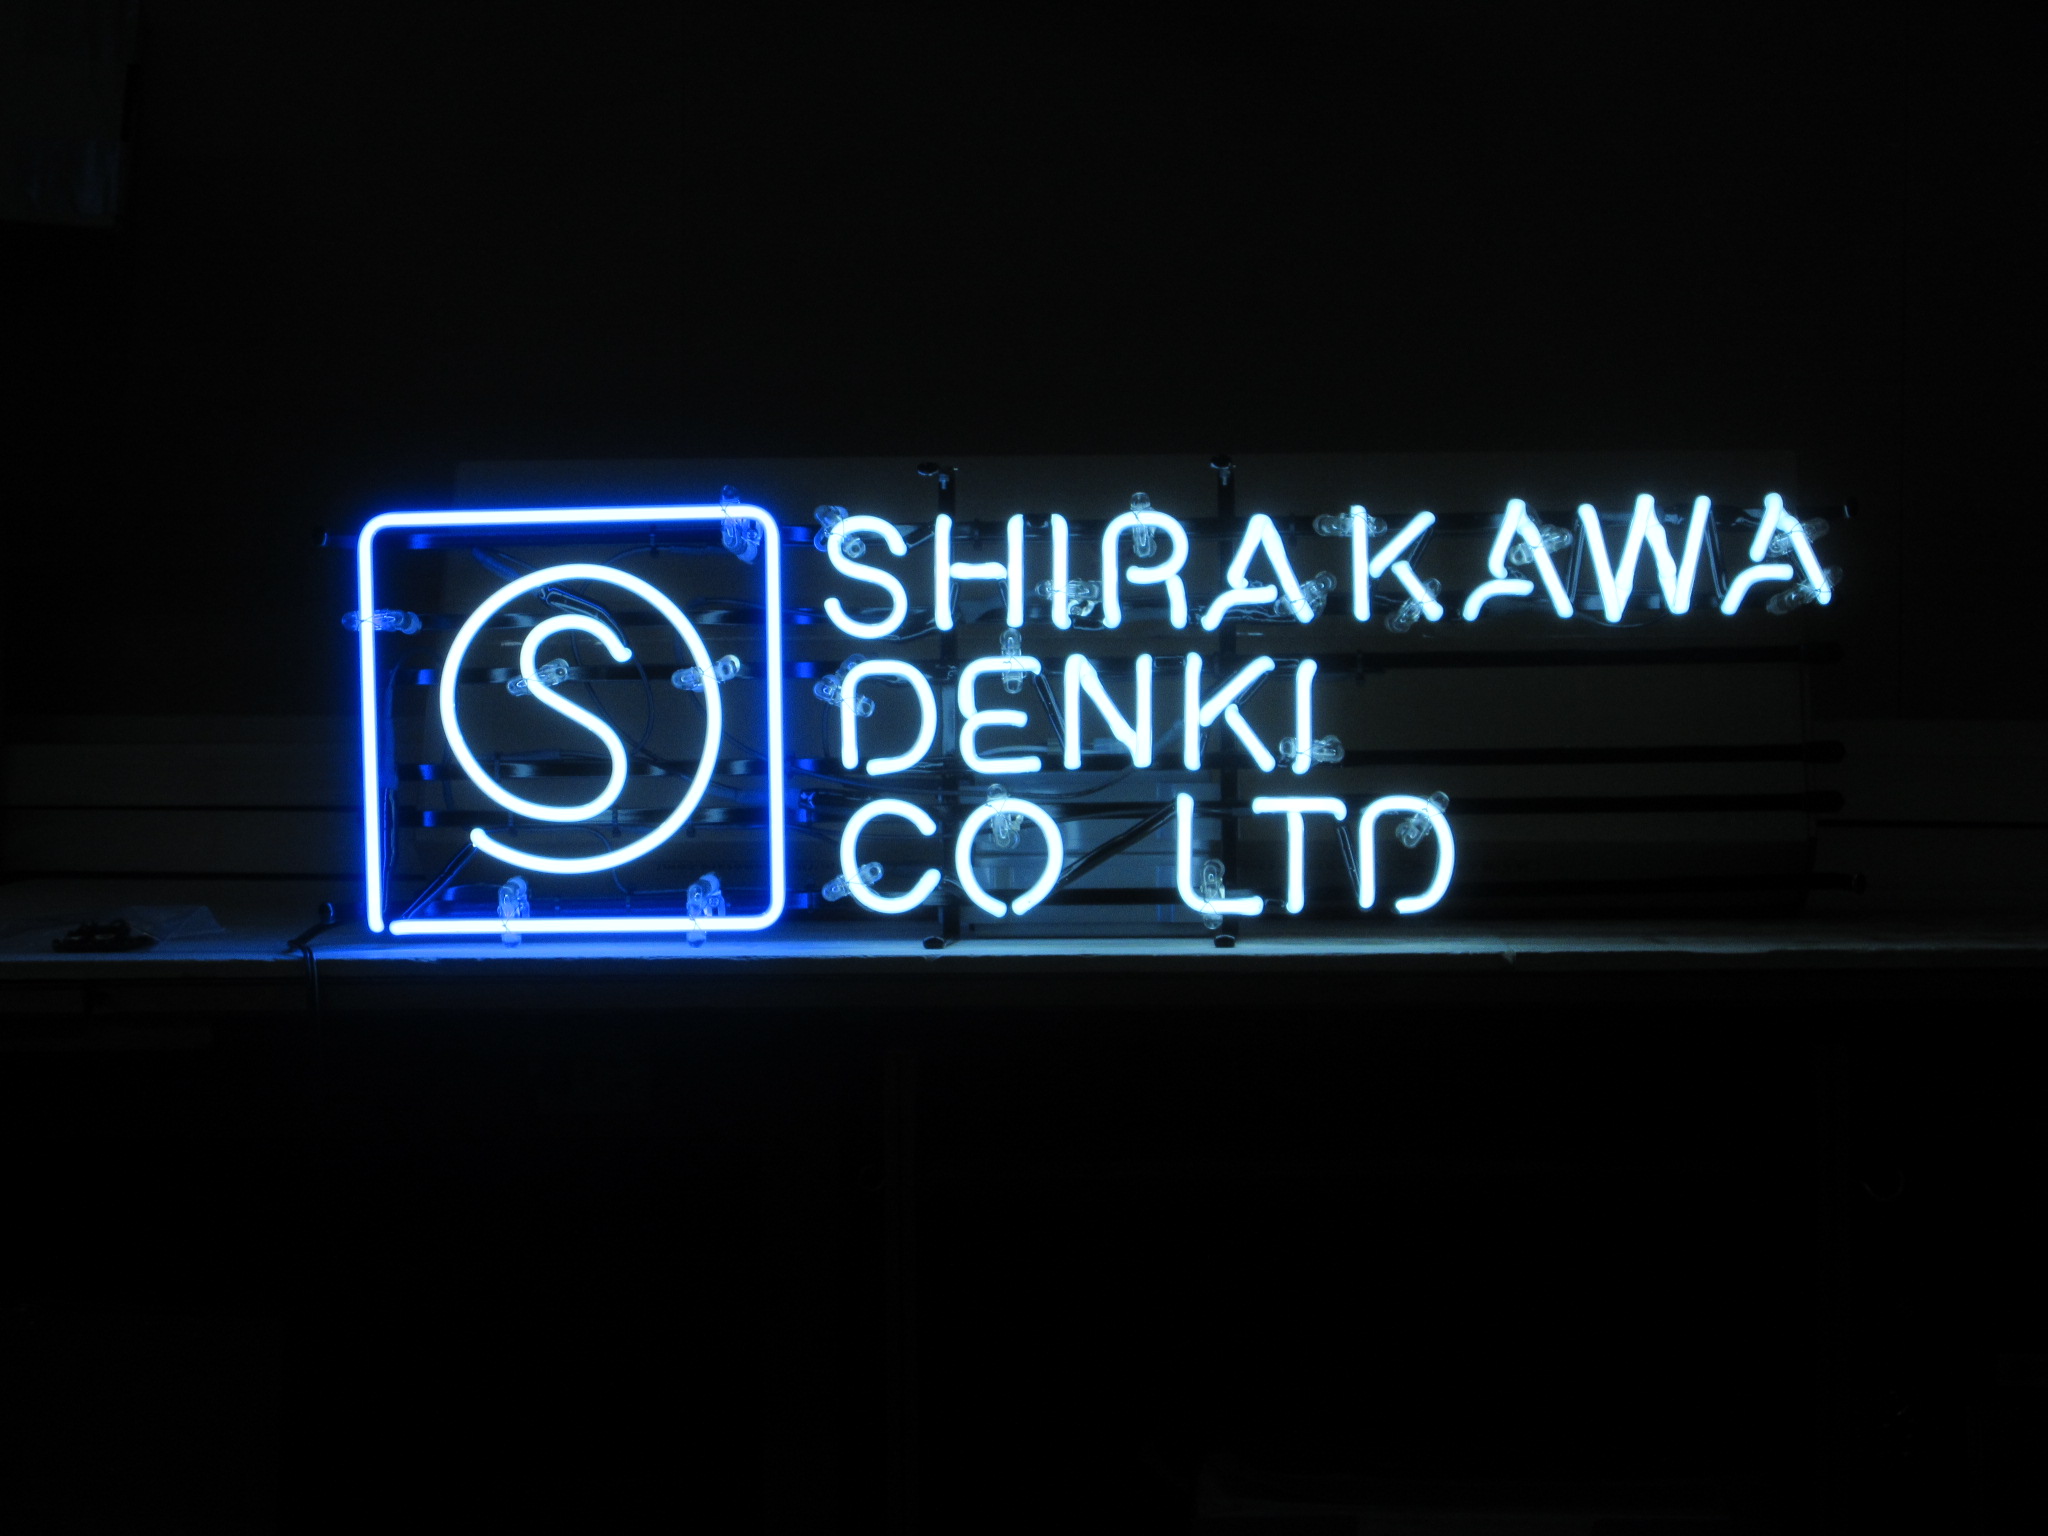 S
SHIRAKAWA
DENKI
CO LTD